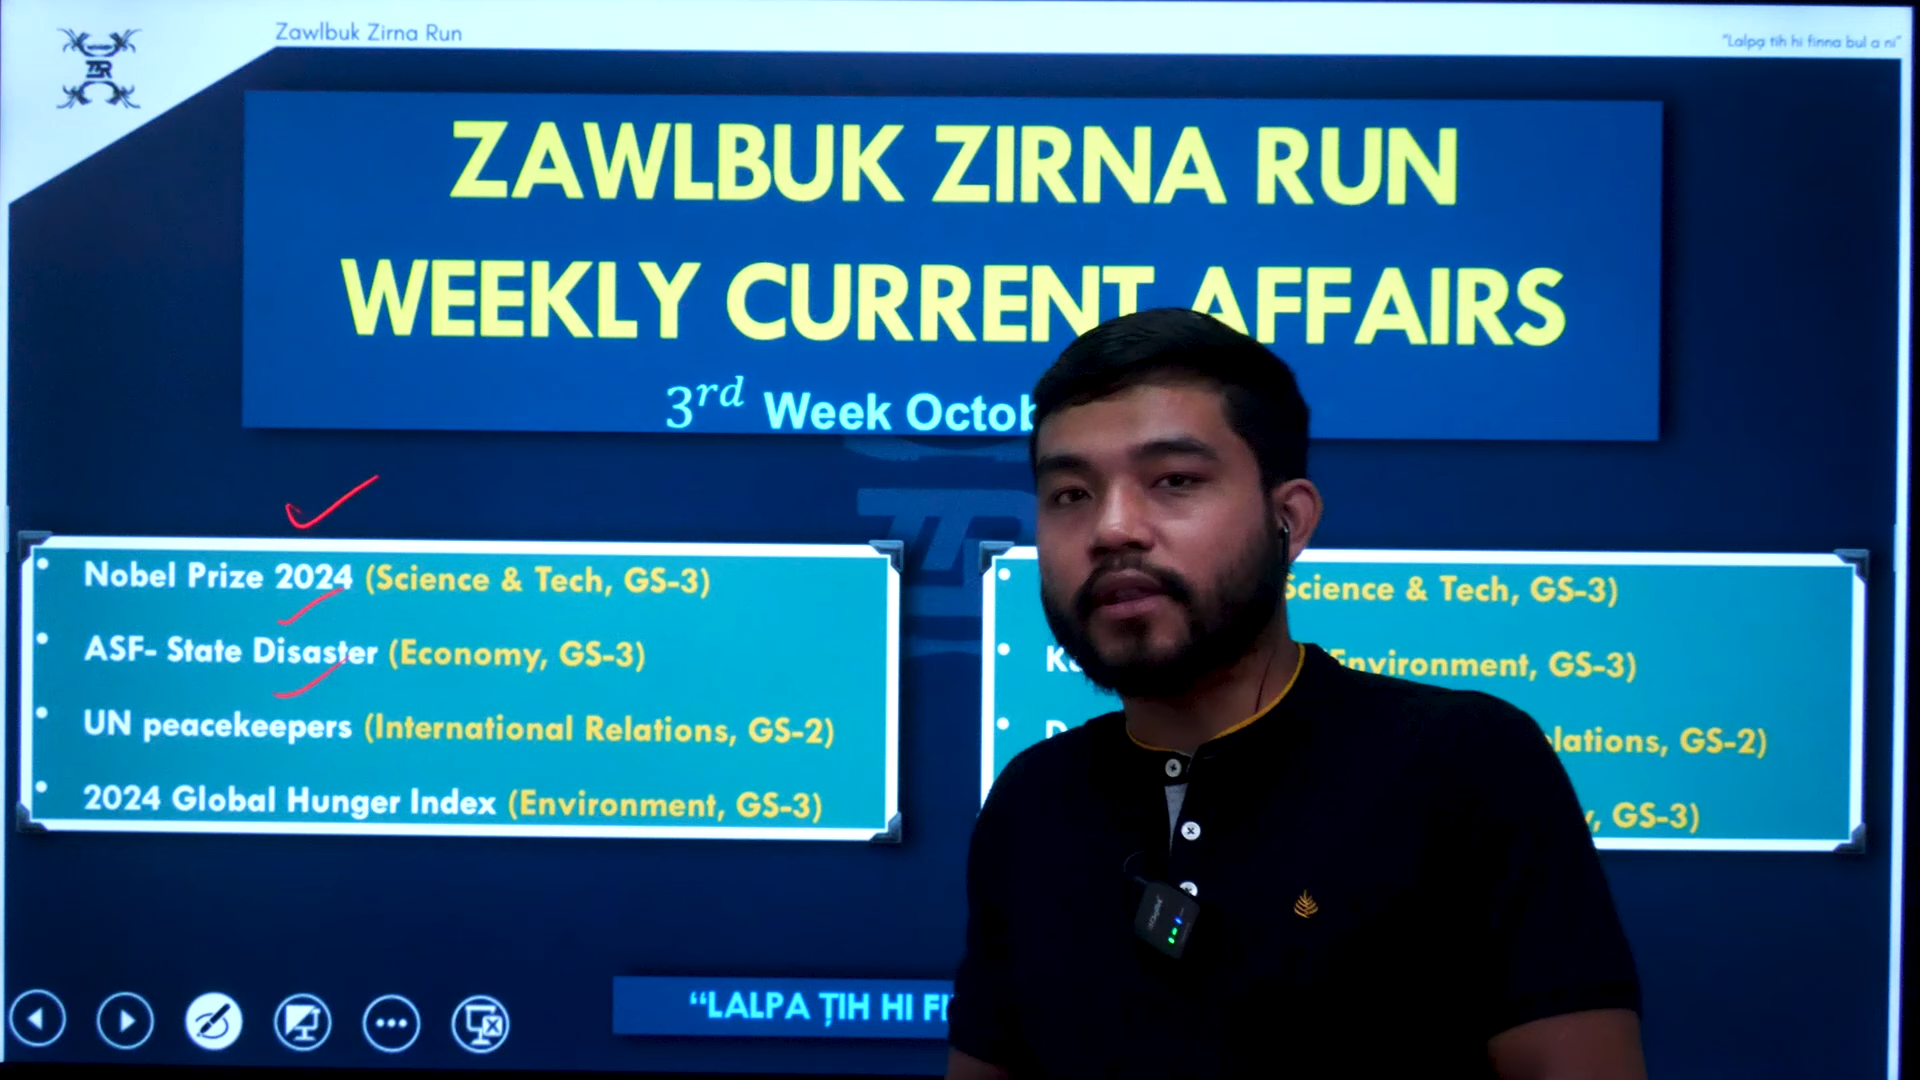 Zawlbuk Zirna Run
"Lalpa tih hi finna bul a ni"
ZSR
ZAWLBUK ZIRNA RUN
WEEKLY CURRENT AFFAIRS
3rd Week Octob
• Nobel Prize 2024 (Science & Tech, GS-3)
• ASF- State Disaster (Economy, GS-3)
• UN peacekeepers (International Relations, GS-2)
• 2024 Global Hunger Index (Environment, GS-3)
Science & Tech, GS-3)
Environment, GS-3)
lations, GS-2)
, GS-3)
"LALPA ṬIH HI FI